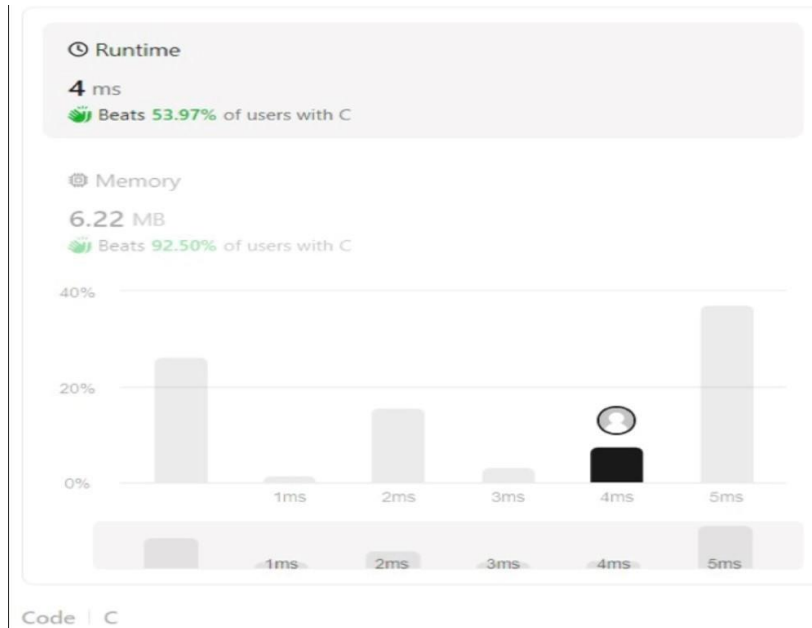 Runtime
4 ms
Beats 53.97% of users with C
Memory
6.22 MB
Beats 92.50% of users with C
40%
20%
0%
1ms 2ms 3ms 4ms 5ms
1ms 2ms 3ms 4ms 5ms
Code | C